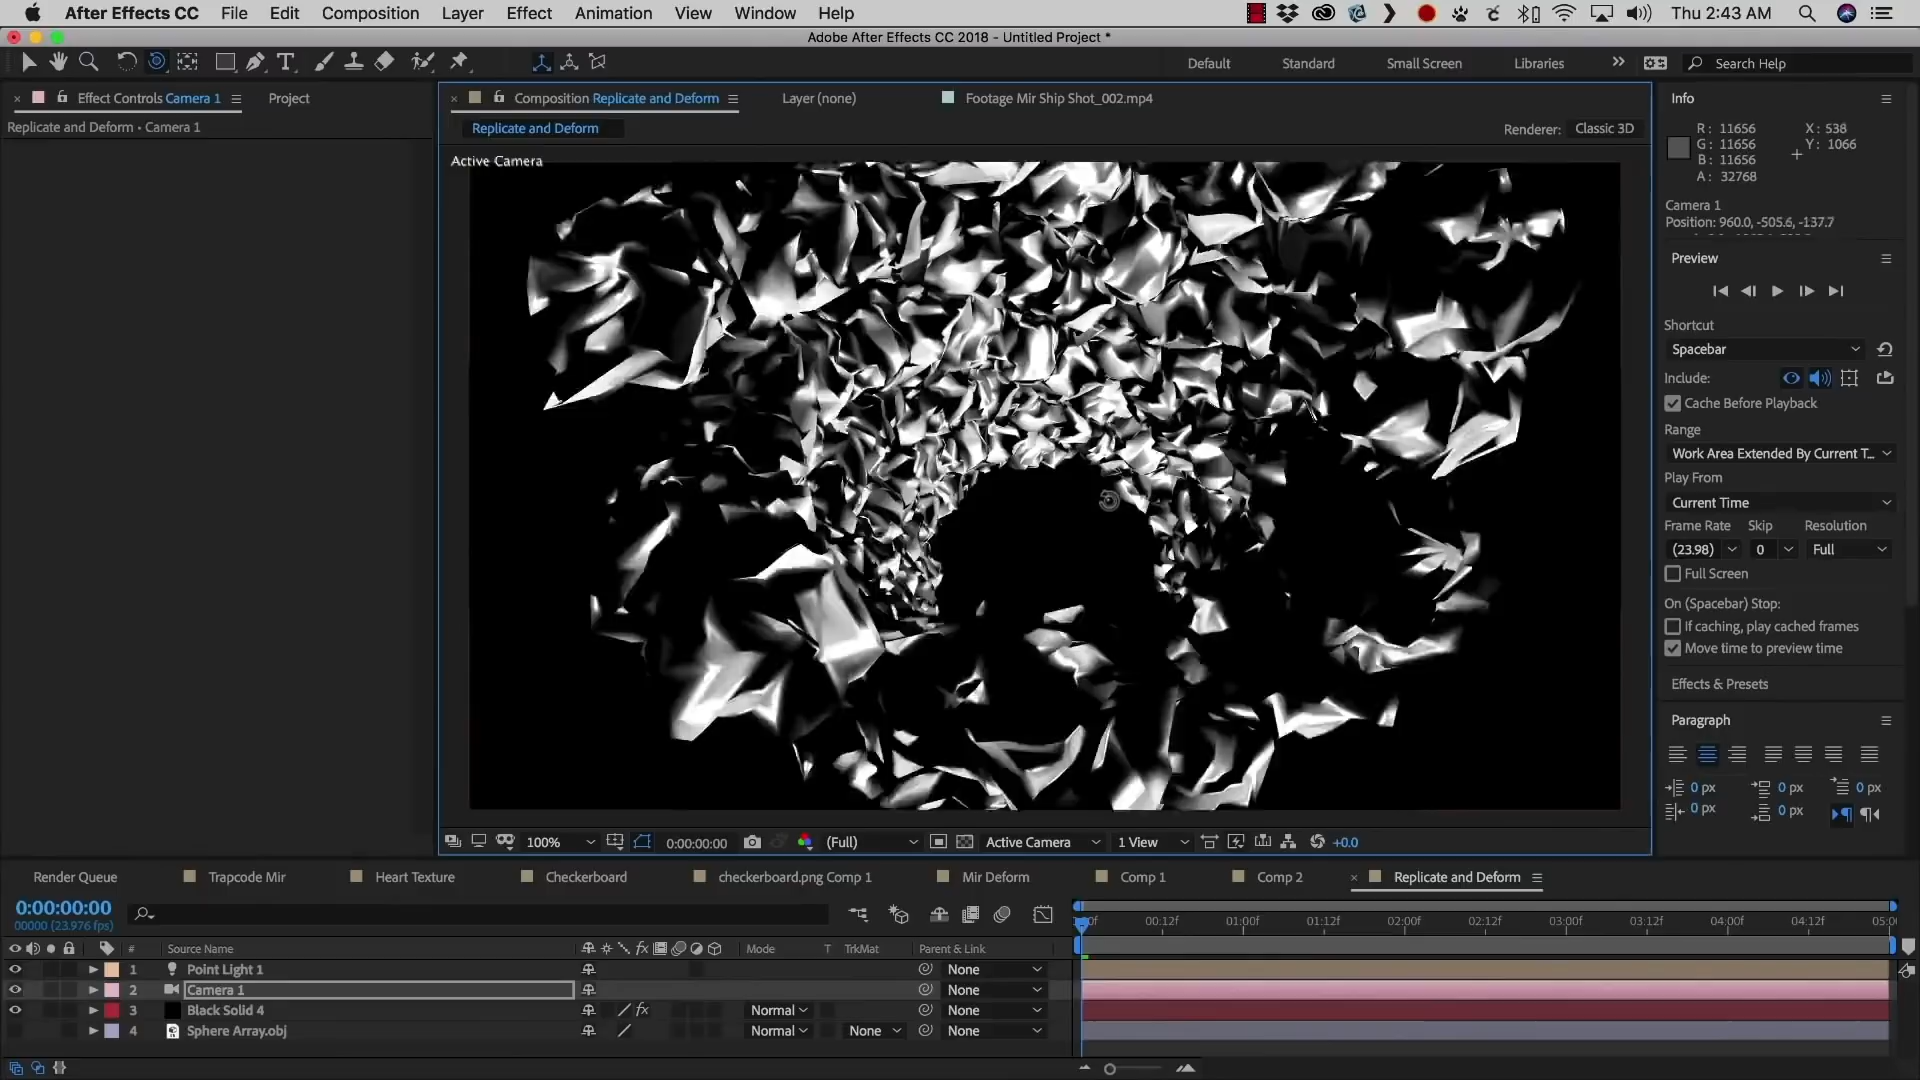 After Effects CC File Edit Composition Layer Effect Animation View Window Help Thu 2:43 AM
Adobe After Effects CC 2018 - Untitled Project *
Default Standard Small Screen Libraries Search Help
Effect Controls Camera 1 Project
Replicate and Deform • Camera 1
Composition Replicate and Deform Layer (none) Footage Mir Ship Shot_002.mp4
Replicate and Deform Renderer: Classic 3D
Active Camera
Info
R: 11656 X: 538
G: 11656 Y: 1066
B: 11656
A: 32768
Camera 1
Position: 960.0, -505.6, -137.7
Preview
Shortcut
Spacebar
Include:
Cache Before Playback
Range
Work Area Extended By Current T...
Play From
Current Time
Frame Rate Skip Resolution
(23.98) 0 Full
Full Screen
On (Spacebar) Stop:
If caching, play cached frames
Move time to preview time
Effects & Presets
Paragraph
0 px 0 px 0 px
0 px 0 px
100% 0:00:00:00 (Full) Active Camera 1 View +0.0
Render Queue Trapcode Mir Heart Texture Checkerboard checkerboard.png Comp 1 Mir Deform Comp 1 Comp 2 Replicate and Deform
0:00:00:00
00000 (23.976 fps)
00:12f 01:00f 01:12f 02:00f 02:12f 03:00f 03:12f 04:00f 04:12f
# Source Name Mode T TrkMat Parent & Link
1 Point Light 1 None
2 Camera 1 None
3 Black Solid 4 Normal None
4 Sphere Array.obj Normal None None